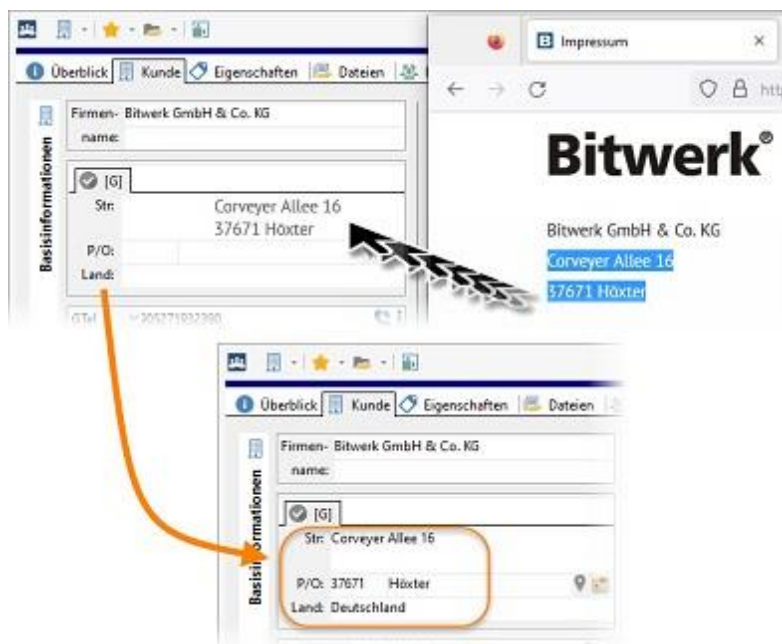 Überblick Kunde Eigenschaften Dateien
Basisinformationen
Firmen- Bitwerk GmbH & Co. KG
name:
[G]
Str:
Corveyer Allee 16
37671 Höxter
P/O:
Land:
GTel
Impressum
Bitwerk®
Bitwerk GmbH & Co. KG
Corveyer Allee 16
37671 Höxter
Überblick Kunde Eigenschaften Dateien
Basisinformationen
Firmen- Bitwerk GmbH & Co. KG
name:
[G]
Str: Corveyer Allee 16
P/O: 37671 Höxter
Land: Deutschland